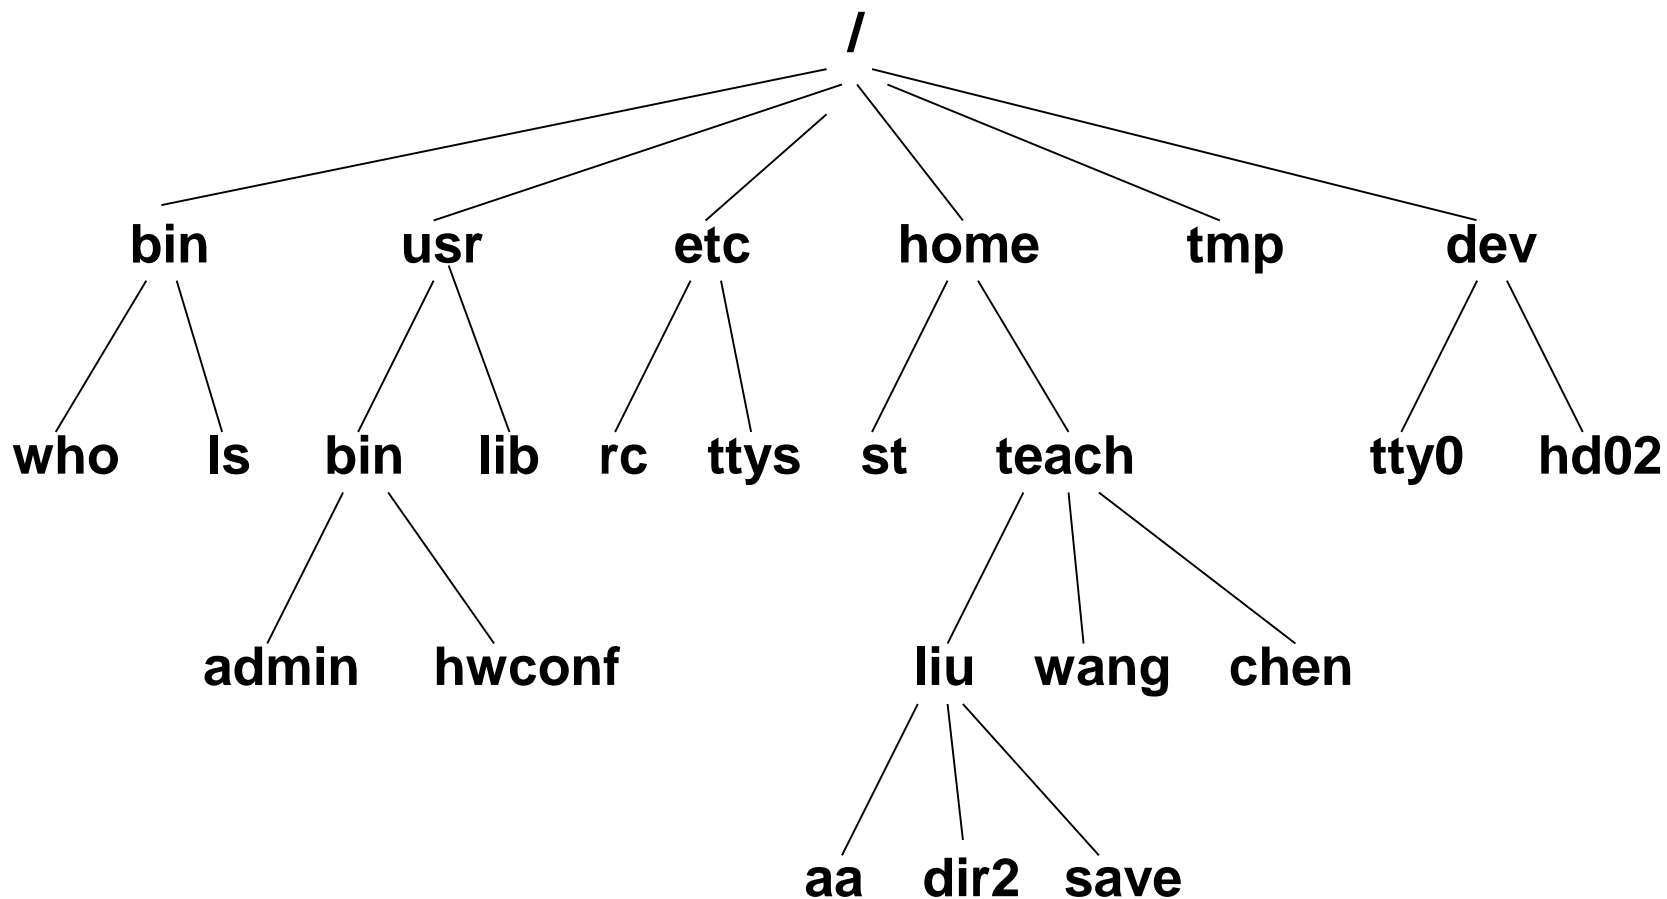 /
bin usr etc home tmp dev
who ls bin lib rc ttys st teach tty0 hd02
admin hwconf liu wang chen
aa dir2 save